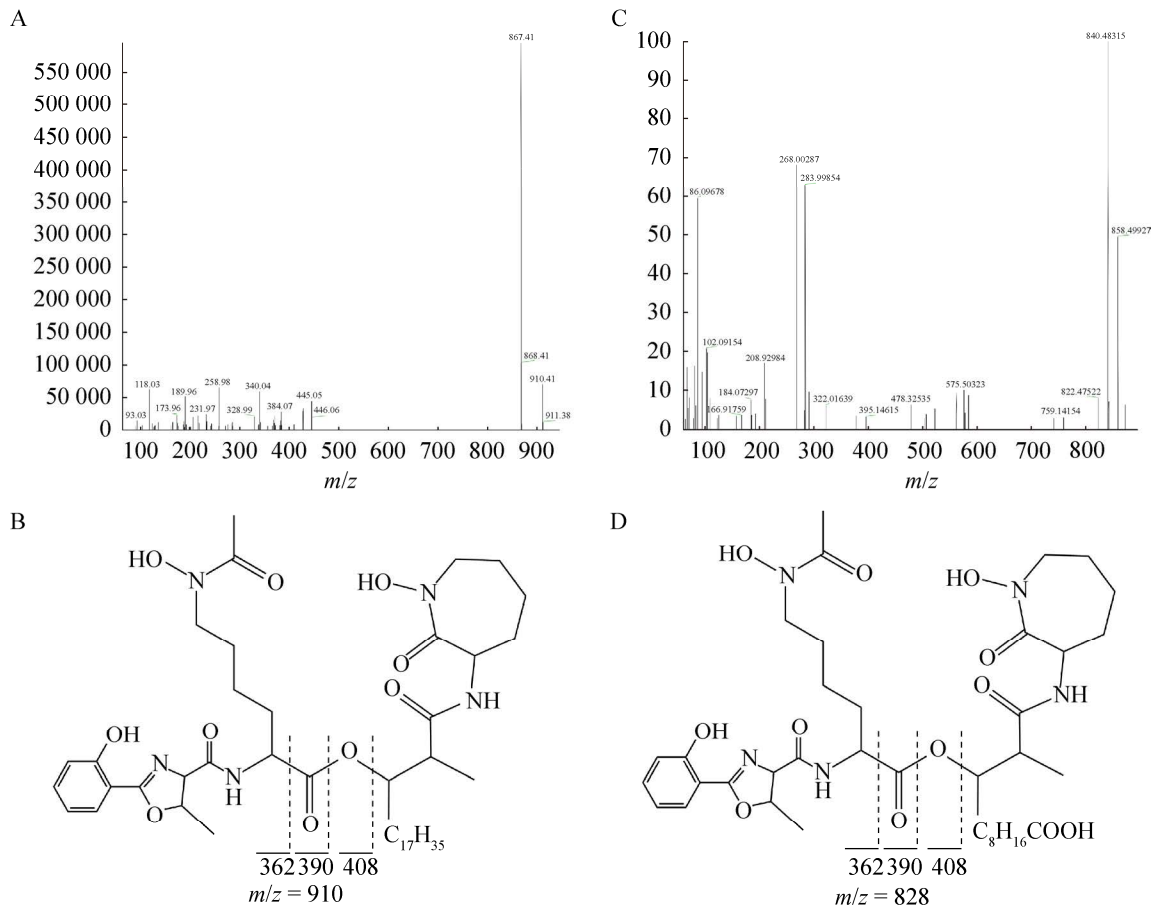 A
867.41
550 000
500 000
450 000
400 000
350 000
300 000
250 000
200 000
150 000
100 000
50 000
0
868.41
910.41
911.38
118.03
93.03
173.96
189.96
231.97
258.98
328.99
340.04
384.07
445.05
446.06
100 200 300 400 500 600 700 800 900
m/z
C
840.48315
100
90
80
70
60
50
40
30
20
10
0
268.00287
283.99854
86.09678
858.49927
102.09154
208.92984
184.07297
166.91759
322.01639
395.14615
478.32535
575.50323
759.14154
822.47522
100 200 300 400 500 600 700 800
m/z
B
HO
N
O
HO
N
O
O
NH
OH
N
O
O
N
H
O
O
C17H35
362 390 408
m/z = 910
D
HO
N
O
HO
N
O
O
NH
OH
N
O
O
N
H
O
O
C8H16COOH
362 390 408
m/z = 828